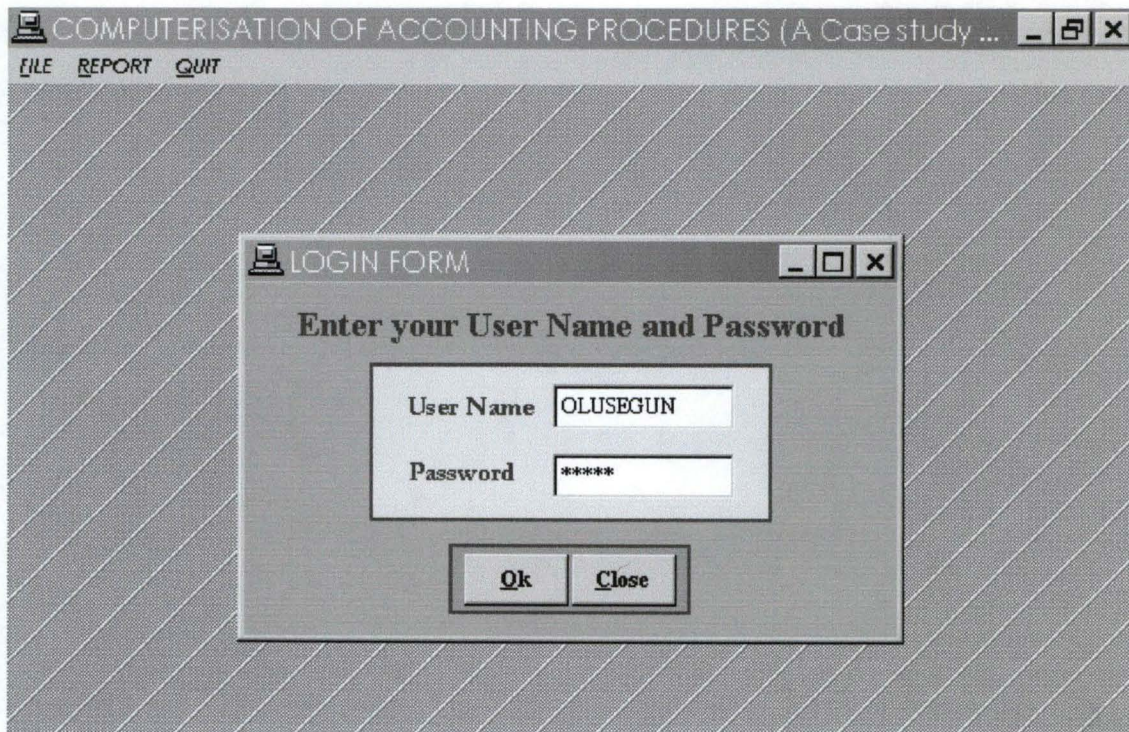 COMPUTERISATION OF ACCOUNTING PROCEDURES (A Case study ...
FILE REPORT QUIT
LOGIN FORM
Enter your User Name and Password
User Name OLUSEGUN
Password *****
Ok Close